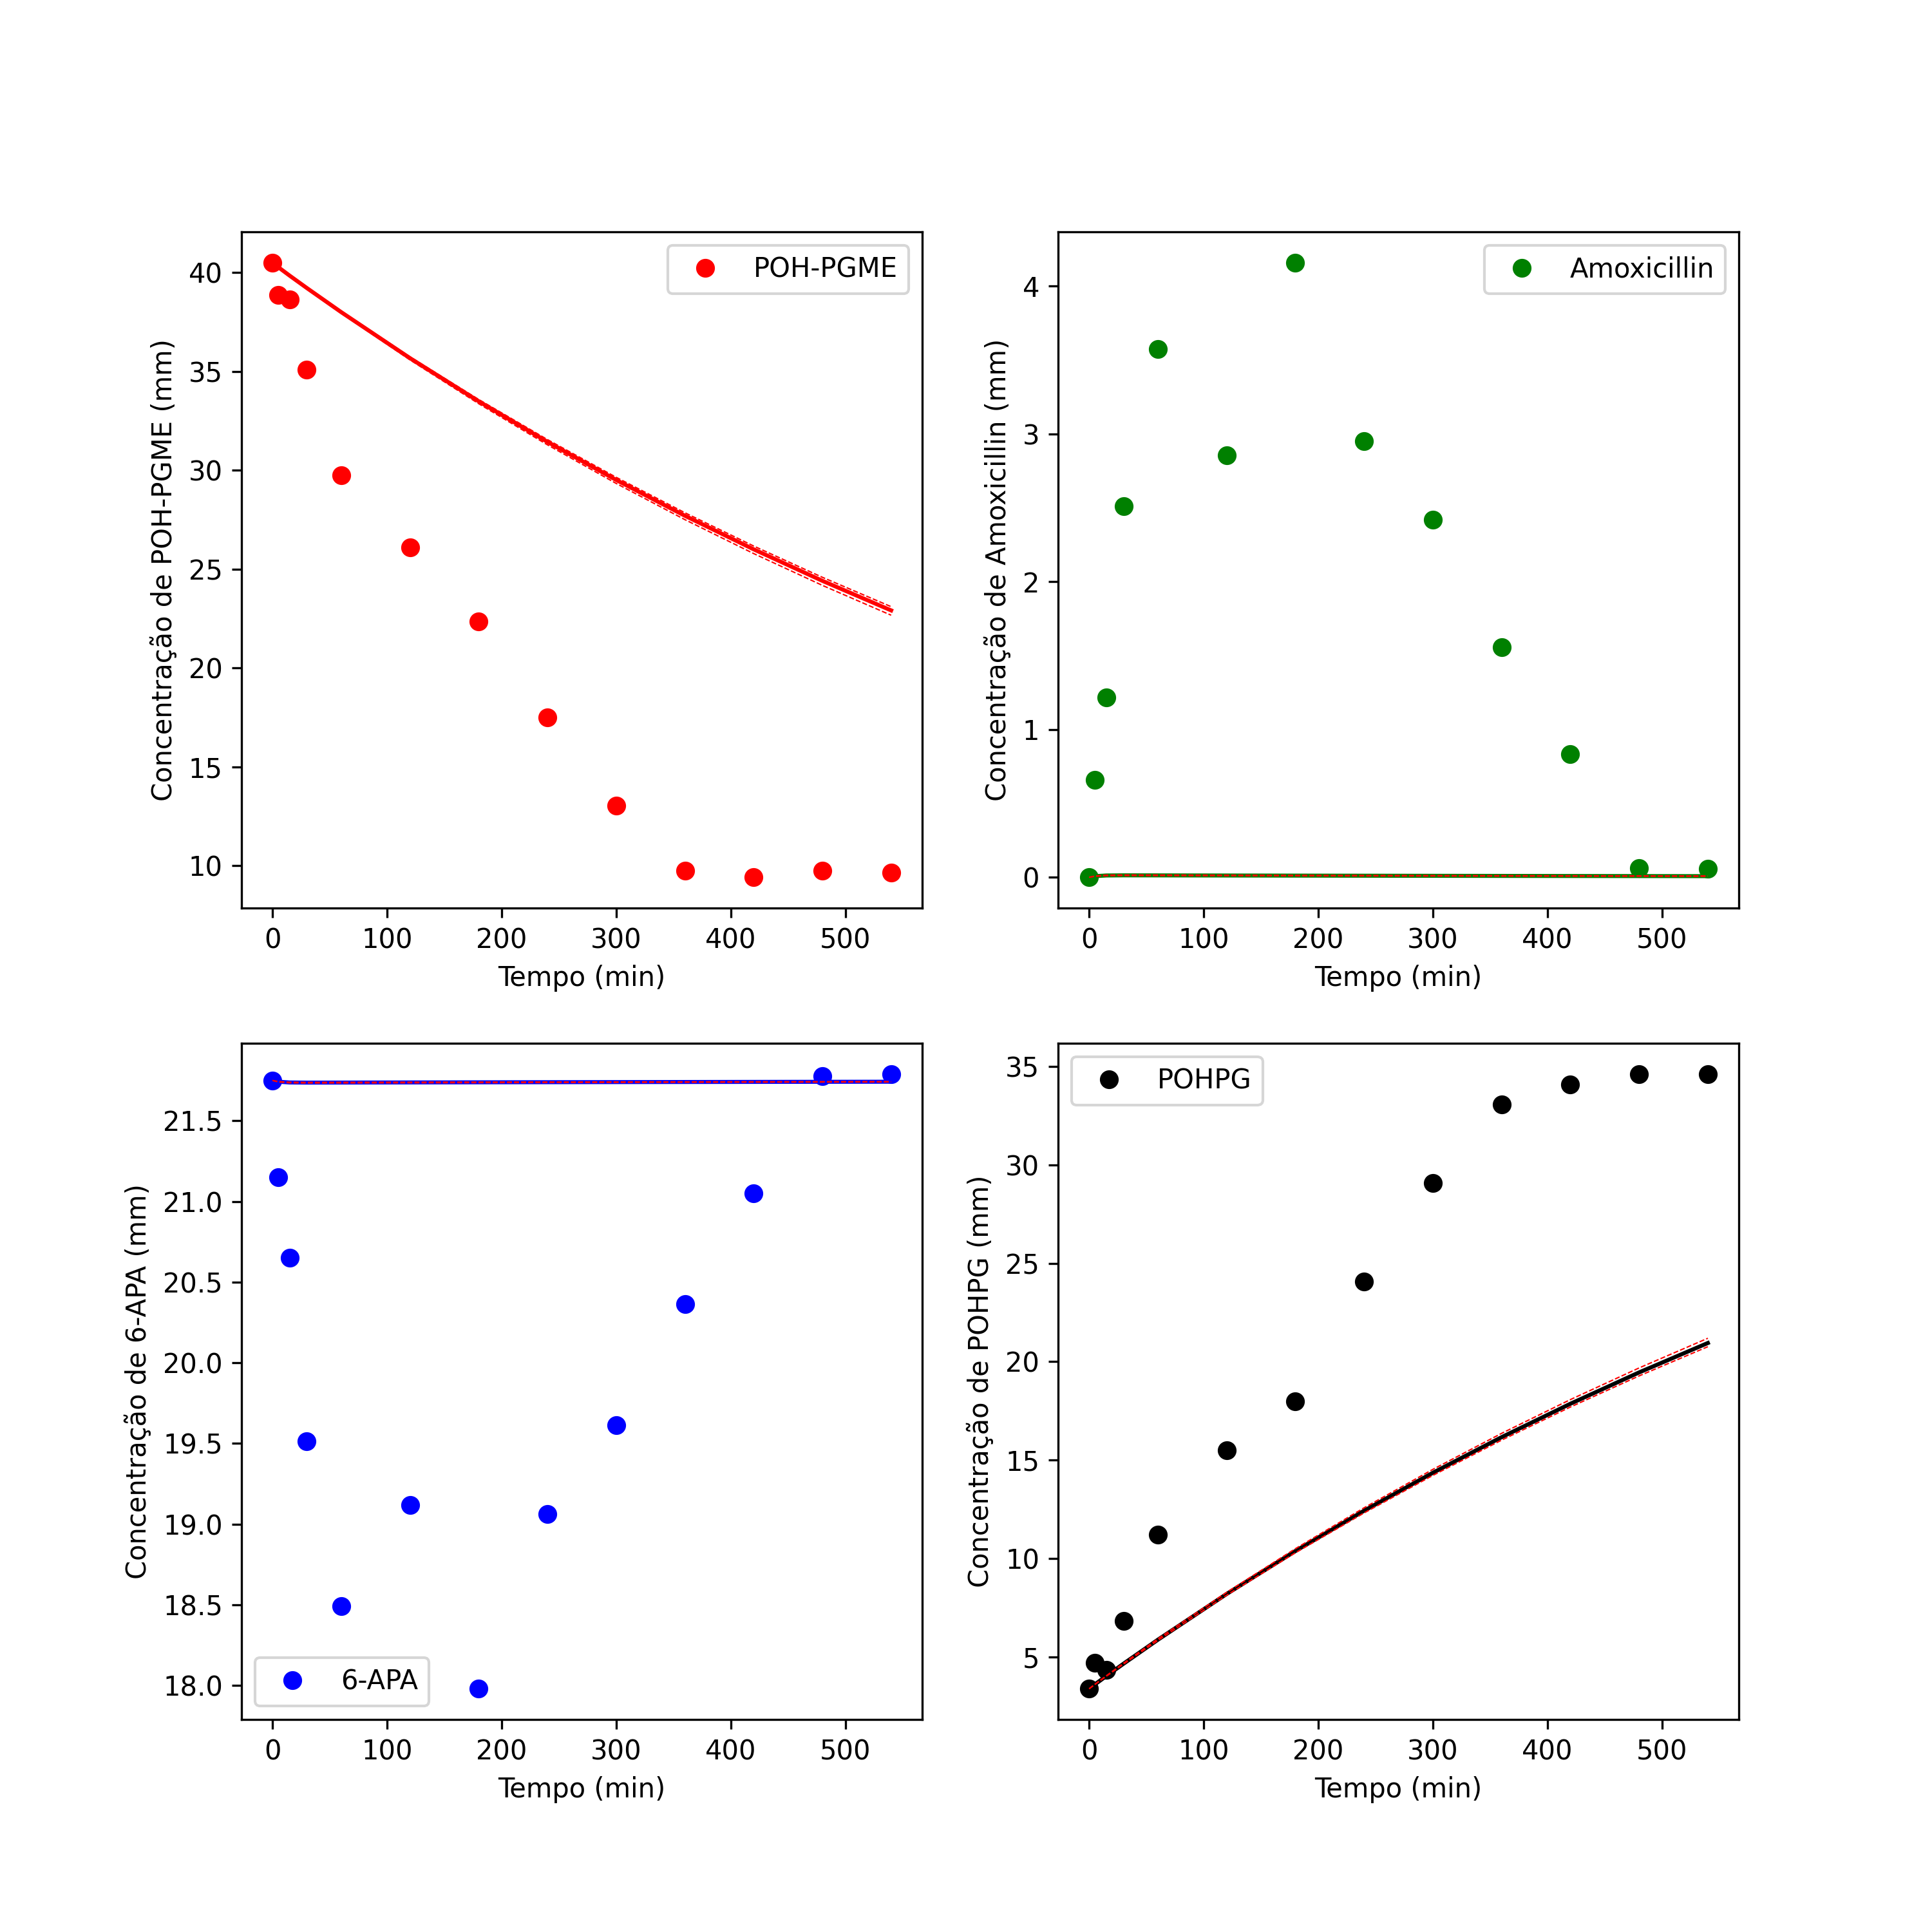 POH-PGME
Concentração de POH-PGME (mm)
40
35
30
25
20
15
10
0 100 200 300 400 500
Tempo (min)
Amoxicillin
Concentração de Amoxicillin (mm)
4
3
2
1
0
0 100 200 300 400 500
Tempo (min)
6-APA
Concentração de 6-APA (mm)
21.5
21.0
20.5
20.0
19.5
19.0
18.5
18.0
0 100 200 300 400 500
Tempo (min)
POHPG
Concentração de POHPG (mm)
35
30
25
20
15
10
5
0 100 200 300 400 500
Tempo (min)